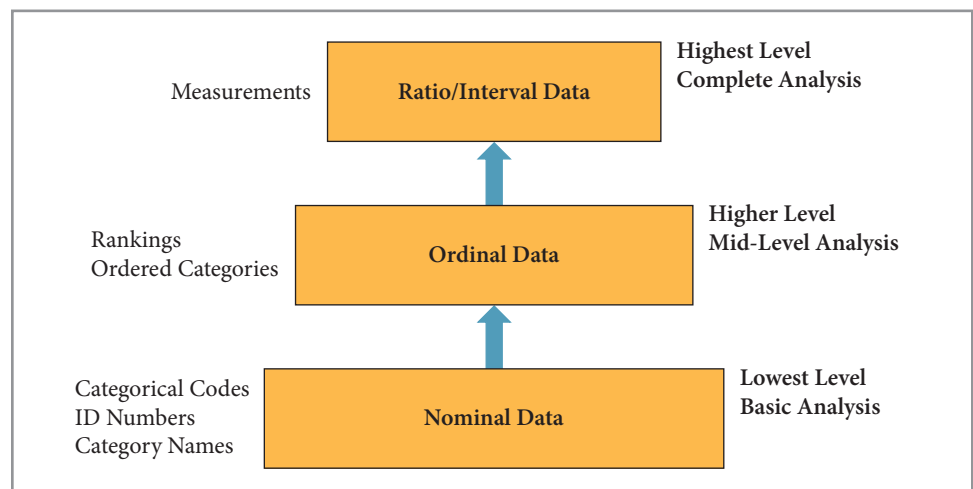 Measurements
Ratio/Interval Data
Highest Level
Complete Analysis
Rankings
Ordered Categories
Ordinal Data
Higher Level
Mid-Level Analysis
Categorical Codes
ID Numbers
Category Names
Nominal Data
Lowest Level
Basic Analysis